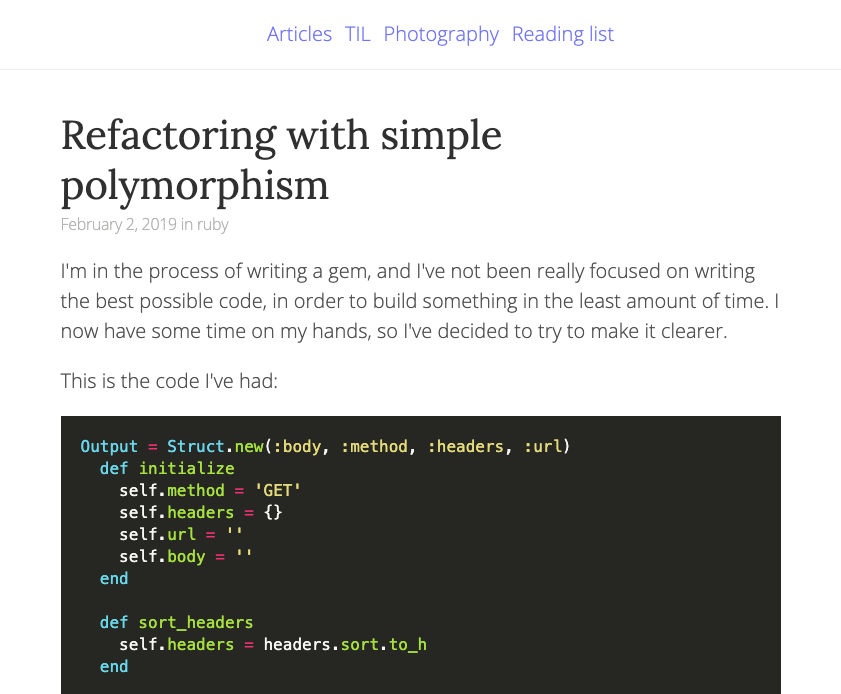 Articles TIL Photography Reading list
Refactoring with simple
polymorphism
February 2, 2019 in ruby
I'm in the process of writing a gem, and I've not been really focused on writing
the best possible code, in order to build something in the least amount of time. I
now have some time on my hands, so I've decided to try to make it clearer.
This is the code I've had:
Output = Struct.new(:body, :method, :headers, :url)
  def initialize
    self.method = 'GET'
    self.headers = {}
    self.url = ''
    self.body = ''
  end
  def sort_headers
    self.headers = headers.sort.to_h
  end